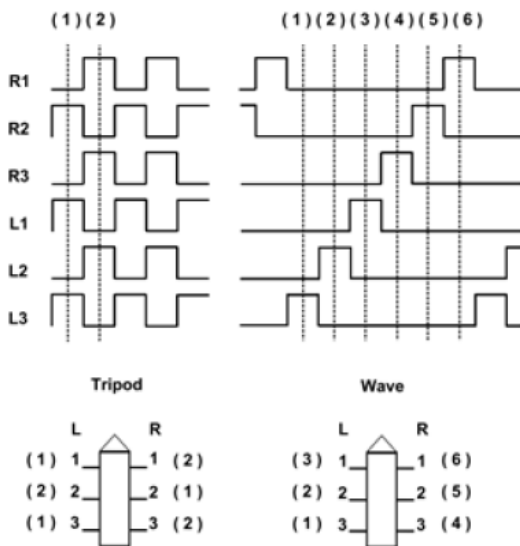 (1)(2) (1)(2)(3)(4)(5)(6)
R1
R2
R3
L1
L2
L3
Tripod Wave
L R L R
(1) 1 1 (2) (3) 1 1 (6)
(2) 2 2 (1) (2) 2 2 (5)
(1) 3 3 (2) (1) 3 3 (4)